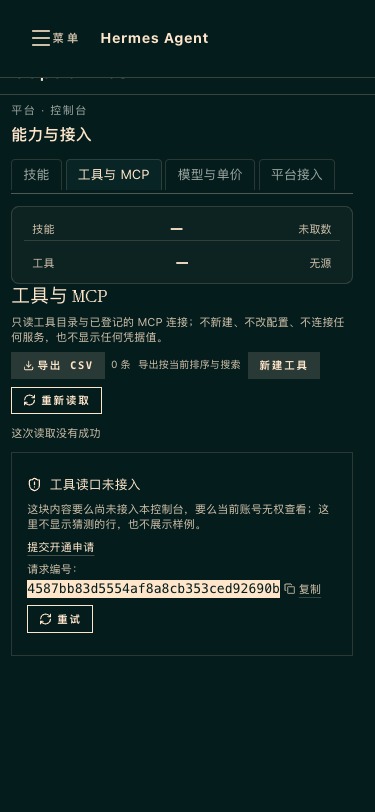 菜单
Hermes Agent
平台 · 控制台
能力与接入
技能
工具与 MCP
模型与单价
平台接入
技能 — 未取数
工具 — 无源
工具与 MCP
只读工具目录与已登记的 MCP 连接；不新建、不改配置、不连接任
何服务，也不显示任何凭据值。
导出 CSV
0 条 导出按当前排序与搜索
新建工具
重新读取
这次读取没有成功
工具读口未接入
这块内容要么尚未接入本控制台，要么当前账号无权查看；这
里不显示猜测的行，也不展示样例。
提交开通申请
请求编号：
4587bb83d5554af8a8cb353ced92690b 复制
重试